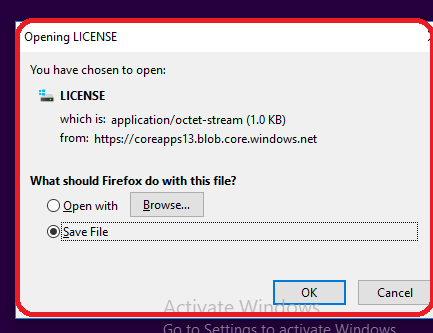 Opening LICENSE
You have chosen to open:
LICENSE
which is: application/octet-stream (1.0 KB)
from: https://coreapps13.blob.core.windows.net
What should Firefox do with this file?
Open with
Browse...
Save File
OK
Cancel
Activate Windows
Go to Settings to activate Windows.